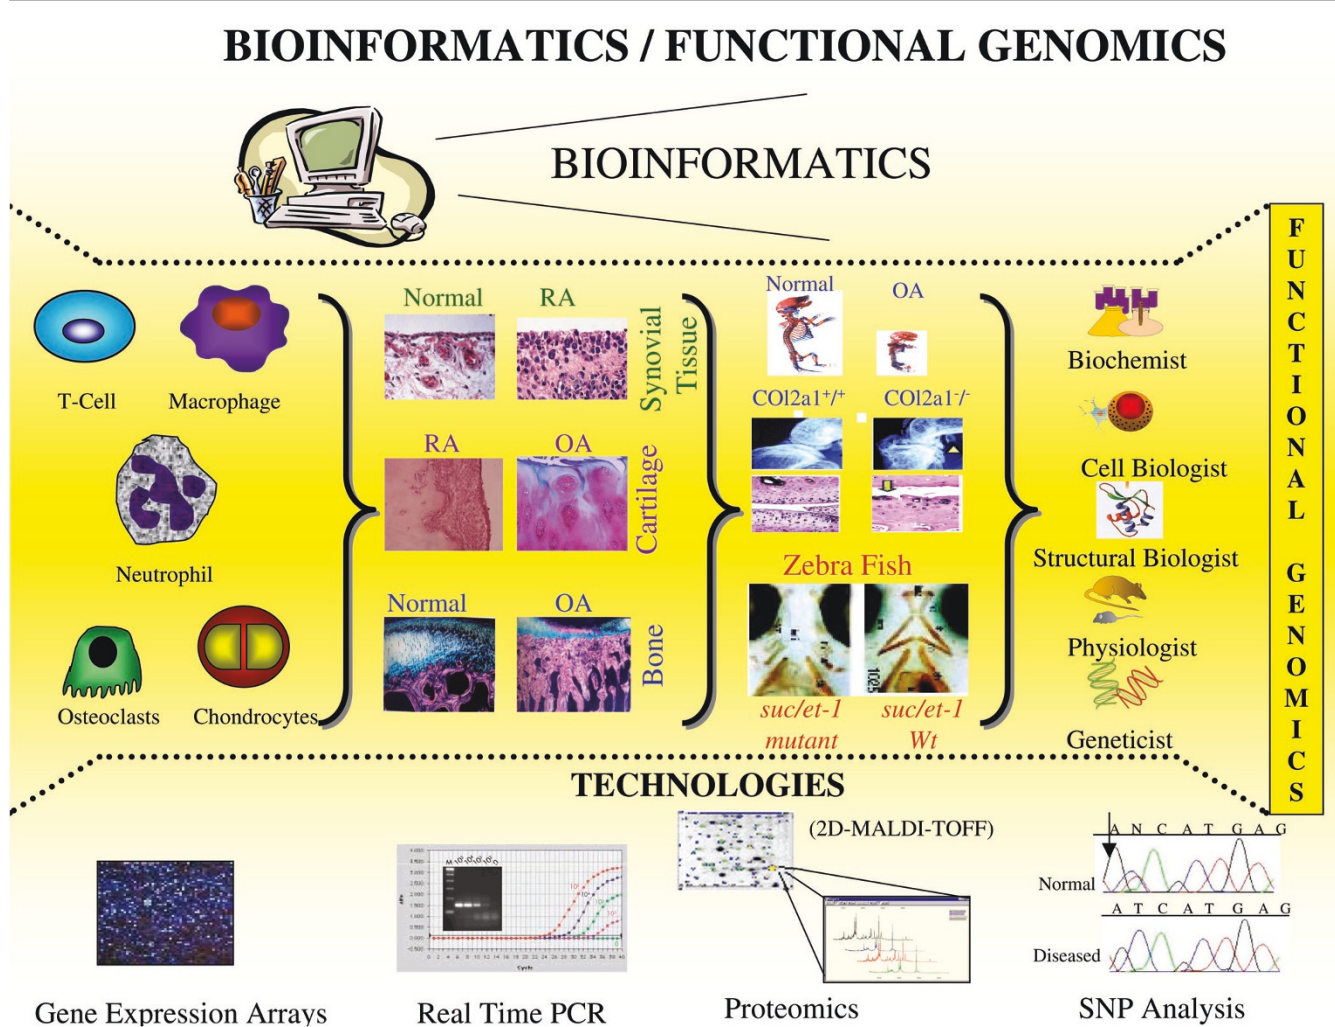 BIOINFORMATICS / FUNCTIONAL GENOMICS
BIOINFORMATICS
FUNCTIONAL GENOMICS
T-Cell
Macrophage
Neutrophil
Osteoclasts
Chondrocytes
Normal
RA
Synovial
Tissue
RA
OA
Cartilage
Normal
OA
Bone
Normal
OA
COl2a1+/+
COl2a1-/-
Zebra Fish
suc/et-1
mutant
suc/et-1
Wt
Biochemist
Cell Biologist
Structural Biologist
Physiologist
Geneticist
TECHNOLOGIES
Gene Expression Arrays
Cycle
Real Time PCR
(2D-MALDI-TOFF)
Proteomics
A N C A T G A G
Normal
A T C A T G A G
Diseased
SNP Analysis